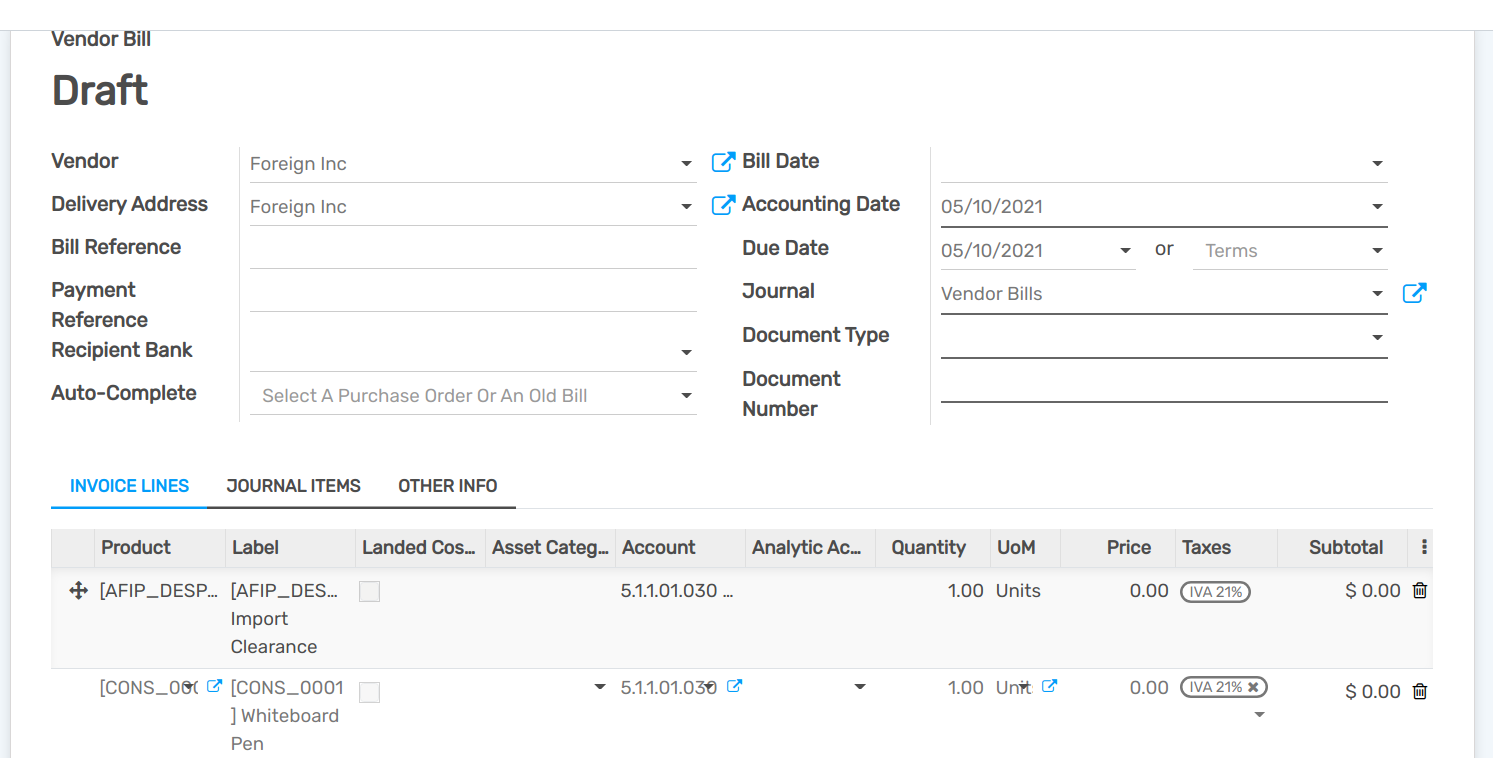 Vendor Bill
Draft
Vendor Foreign Inc
Delivery Address Foreign Inc
Bill Reference
Payment
Reference
Recipient Bank
Auto-Complete Select A Purchase Order Or An Old Bill
Bill Date
Accounting Date 05/10/2021
Due Date 05/10/2021 or Terms
Journal Vendor Bills
Document Type
Document
Number
INVOICE LINES JOURNAL ITEMS OTHER INFO
Product Label Landed Cos... Asset Categ... Account Analytic Ac... Quantity UoM Price Taxes Subtotal
[AFIP_DESP... [AFIP_DES... 5.1.1.01.030 ... 1.00 Units 0.00 IVA 21% $ 0.00
Import
Clearance
[CONS_00 [CONS_0001 5.1.1.01.030 1.00 Unit 0.00 IVA 21% $ 0.00
] Whiteboard
Pen